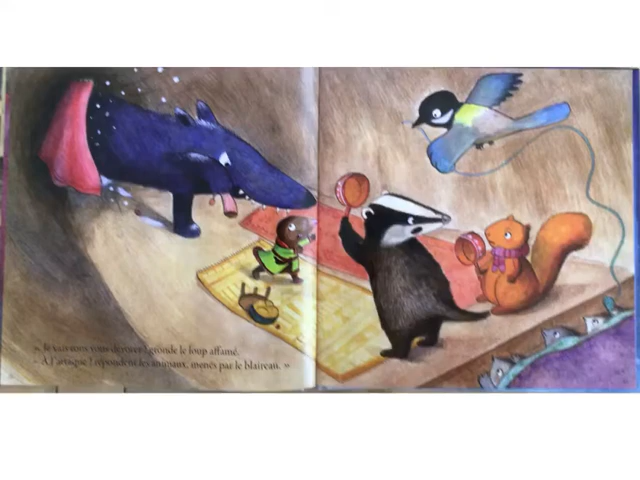 « Je vais tous vous dévorer ! gronde le loup affamé.
– À l'attaque ! répondent les animaux, menés par le blaireau. »